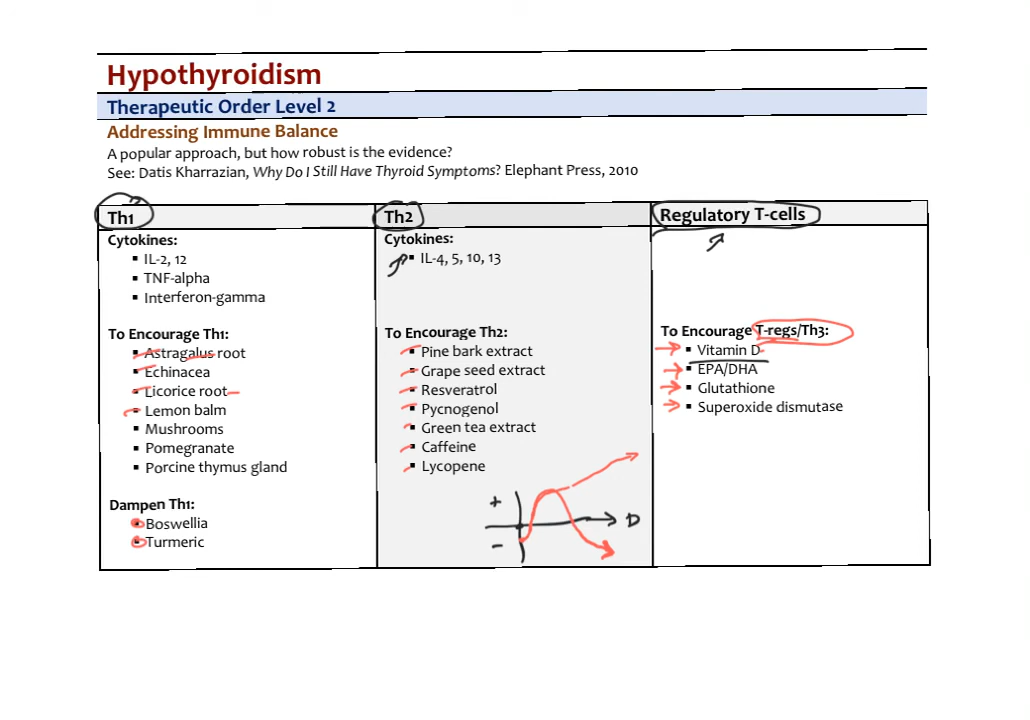 Hypothyroidism
Therapeutic Order Level 2
Addressing Immune Balance
A popular approach, but how robust is the evidence?
See: Datis Kharrazian, Why Do I Still Have Thyroid Symptoms? Elephant Press, 2010
Th1
Cytokines:
▪ IL-2, 12
▪ TNF-alpha
▪ Interferon-gamma
To Encourage Th1:
▪ Astragalus root
▪ Echinacea
▪ Licorice root
▪ Lemon balm
▪ Mushrooms
▪ Pomegranate
▪ Porcine thymus gland
Dampen Th1:
▪ Boswellia
▪ Turmeric
Th2
Cytokines:
▪ IL-4, 5, 10, 13
To Encourage Th2:
▪ Pine bark extract
▪ Grape seed extract
▪ Resveratrol
▪ Pycnogenol
▪ Green tea extract
▪ Caffeine
▪ Lycopene
+
D
−
Regulatory T-cells
To Encourage T-regs/Th3:
▪ Vitamin D
▪ EPA/DHA
▪ Glutathione
▪ Superoxide dismutase